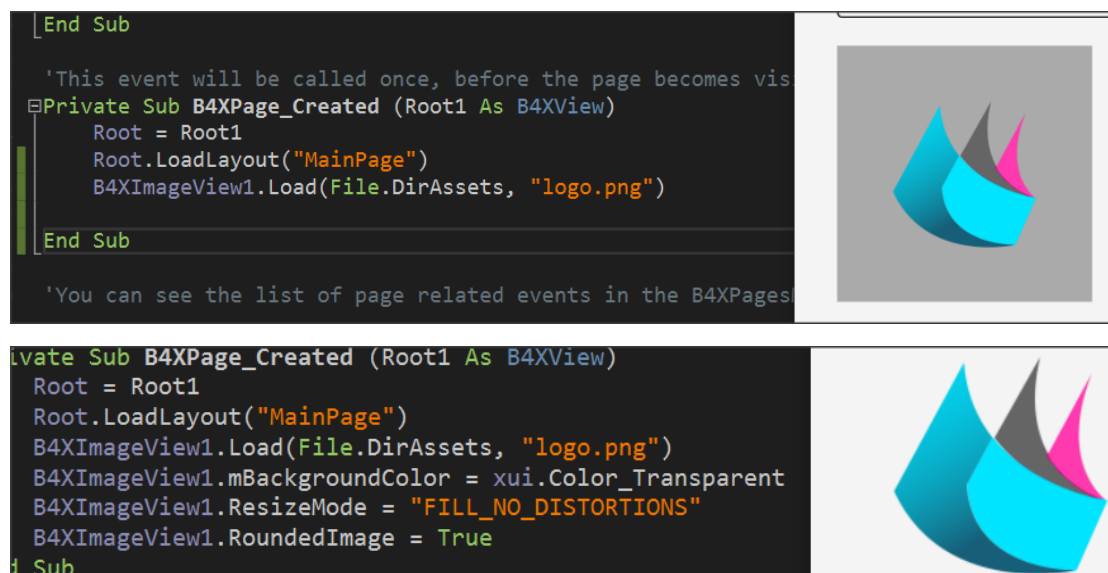 End Sub
'This event will be called once, before the page becomes vis
Private Sub B4XPage_Created (Root1 As B4XView)
Root = Root1
Root.LoadLayout("MainPage")
B4XImageView1.Load(File.DirAssets, "logo.png")
End Sub
'You can see the list of page related events in the B4XPages
ivate Sub B4XPage_Created (Root1 As B4XView)
Root = Root1
Root.LoadLayout("MainPage")
B4XImageView1.Load(File.DirAssets, "logo.png")
B4XImageView1.mBackgroundColor = xui.Color_Transparent
B4XImageView1.ResizeMode = "FILL_NO_DISTORTIONS"
B4XImageView1.RoundedImage = True
d Sub